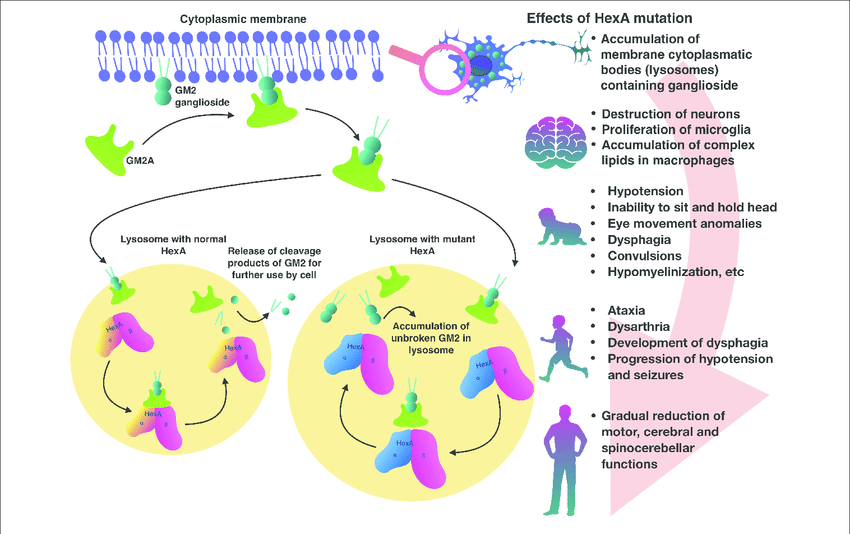 Cytoplasmic membrane
GM2
ganglioside
GM2A
Lysosome with normal
HexA
Release of cleavage
products of GM2 for
further use by cell
Lysosome with mutant
HexA
HexA
α
β
HexA
α
β
HexA
α
β
Accumulation of
unbroken GM2 in
lysosome
HexA
α
β
HexA
α
β
HexA
α
β
Effects of HexA mutation
• Accumulation of
membrane cytoplasmatic
bodies (lysosomes)
containing ganglioside
• Destruction of neurons
• Proliferation of microglia
• Accumulation of complex
lipids in macrophages
• Hypotension
• Inability to sit and hold head
• Eye movement anomalies
• Dysphagia
• Convulsions
• Hypomyelinization, etc
• Ataxia
• Dysarthria
• Development of dysphagia
• Progression of hypotension
and seizures
• Gradual reduction of
motor, cerebral and
spinocerebellar
functions